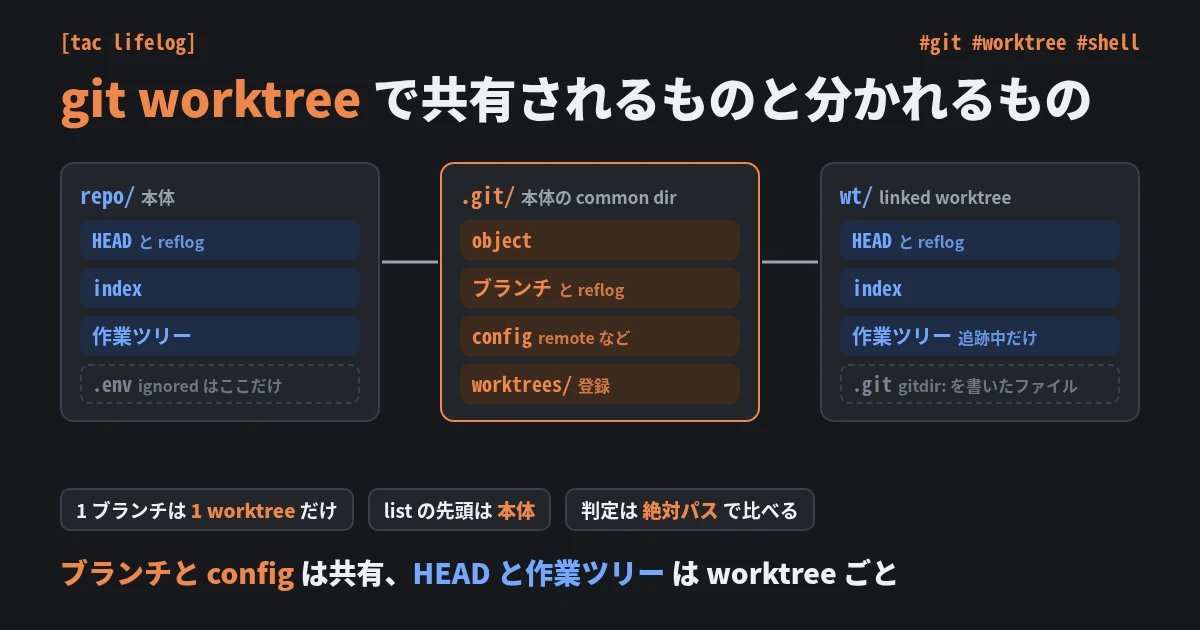 [tac lifelog]
#git #worktree #shell
git worktree で共有されるものと分かれるもの
repo/ 本体
HEAD と reflog
index
作業ツリー
.env ignored はここだけ
.git/ 本体の common dir
object
ブランチ と reflog
config remote など
worktrees/ 登録
wt/ linked worktree
HEAD と reflog
index
作業ツリー 追跡中だけ
.git gitdir: を書いたファイル
1 ブランチは 1 worktree だけ
list の先頭は 本体
判定は 絶対パス で比べる
ブランチと config は共有、HEAD と作業ツリー は worktree ごと